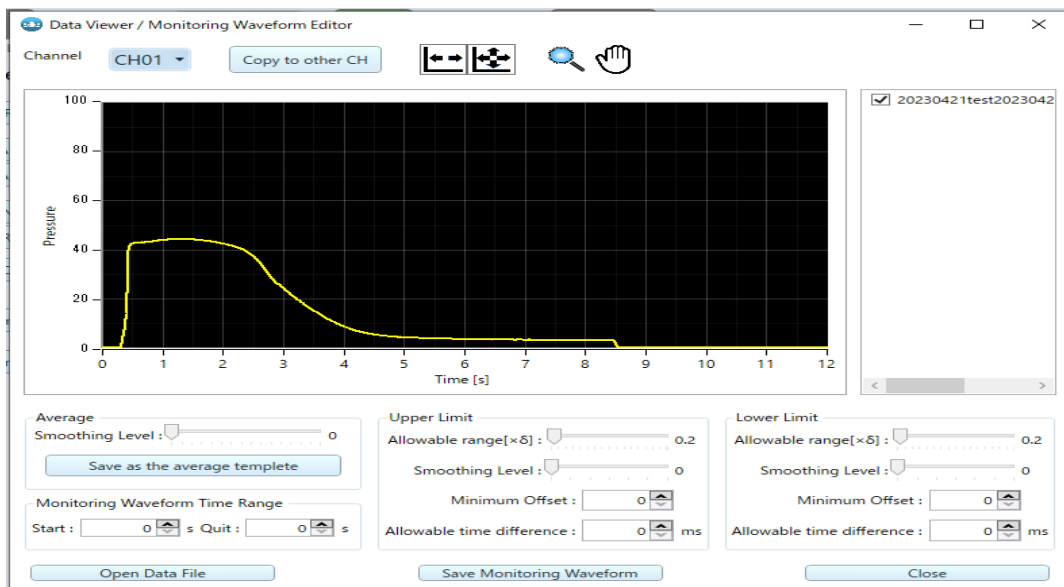 Data Viewer / Monitoring Waveform Editor
Channel
CH01
Copy to other CH
100
80
60
40
20
0
Pressure
0 1 2 3 4 5 6 7 8 9 10 11 12
Time [s]
20230421test2023042
Average
Smoothing Level : 0
Save as the average templete
Monitoring Waveform Time Range
Start : 0 s Quit : 0 s
Upper Limit
Allowable range[×δ] : 0.2
Smoothing Level : 0
Minimum Offset : 0
Allowable time difference : 0 ms
Lower Limit
Allowable range[×δ] : 0.2
Smoothing Level : 0
Minimum Offset : 0
Allowable time difference : 0 ms
Open Data File
Save Monitoring Waveform
Close